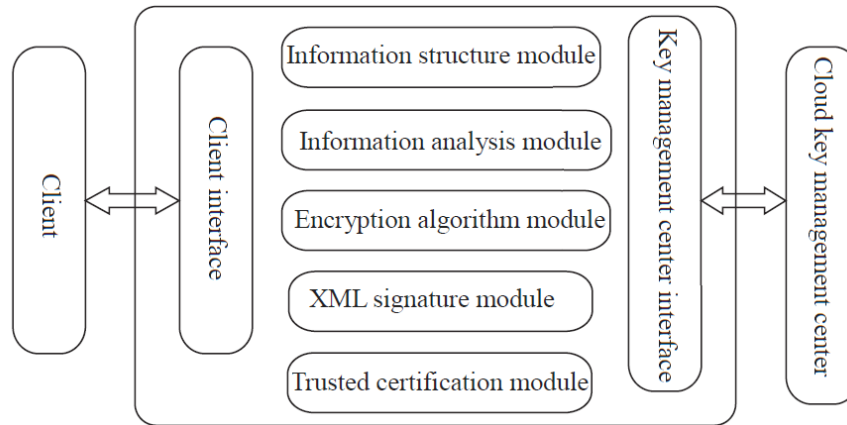 Client
Client interface
Information structure module
Information analysis module
Encryption algorithm module
XML signature module
Trusted certification module
Key management center interface
Cloud key management center